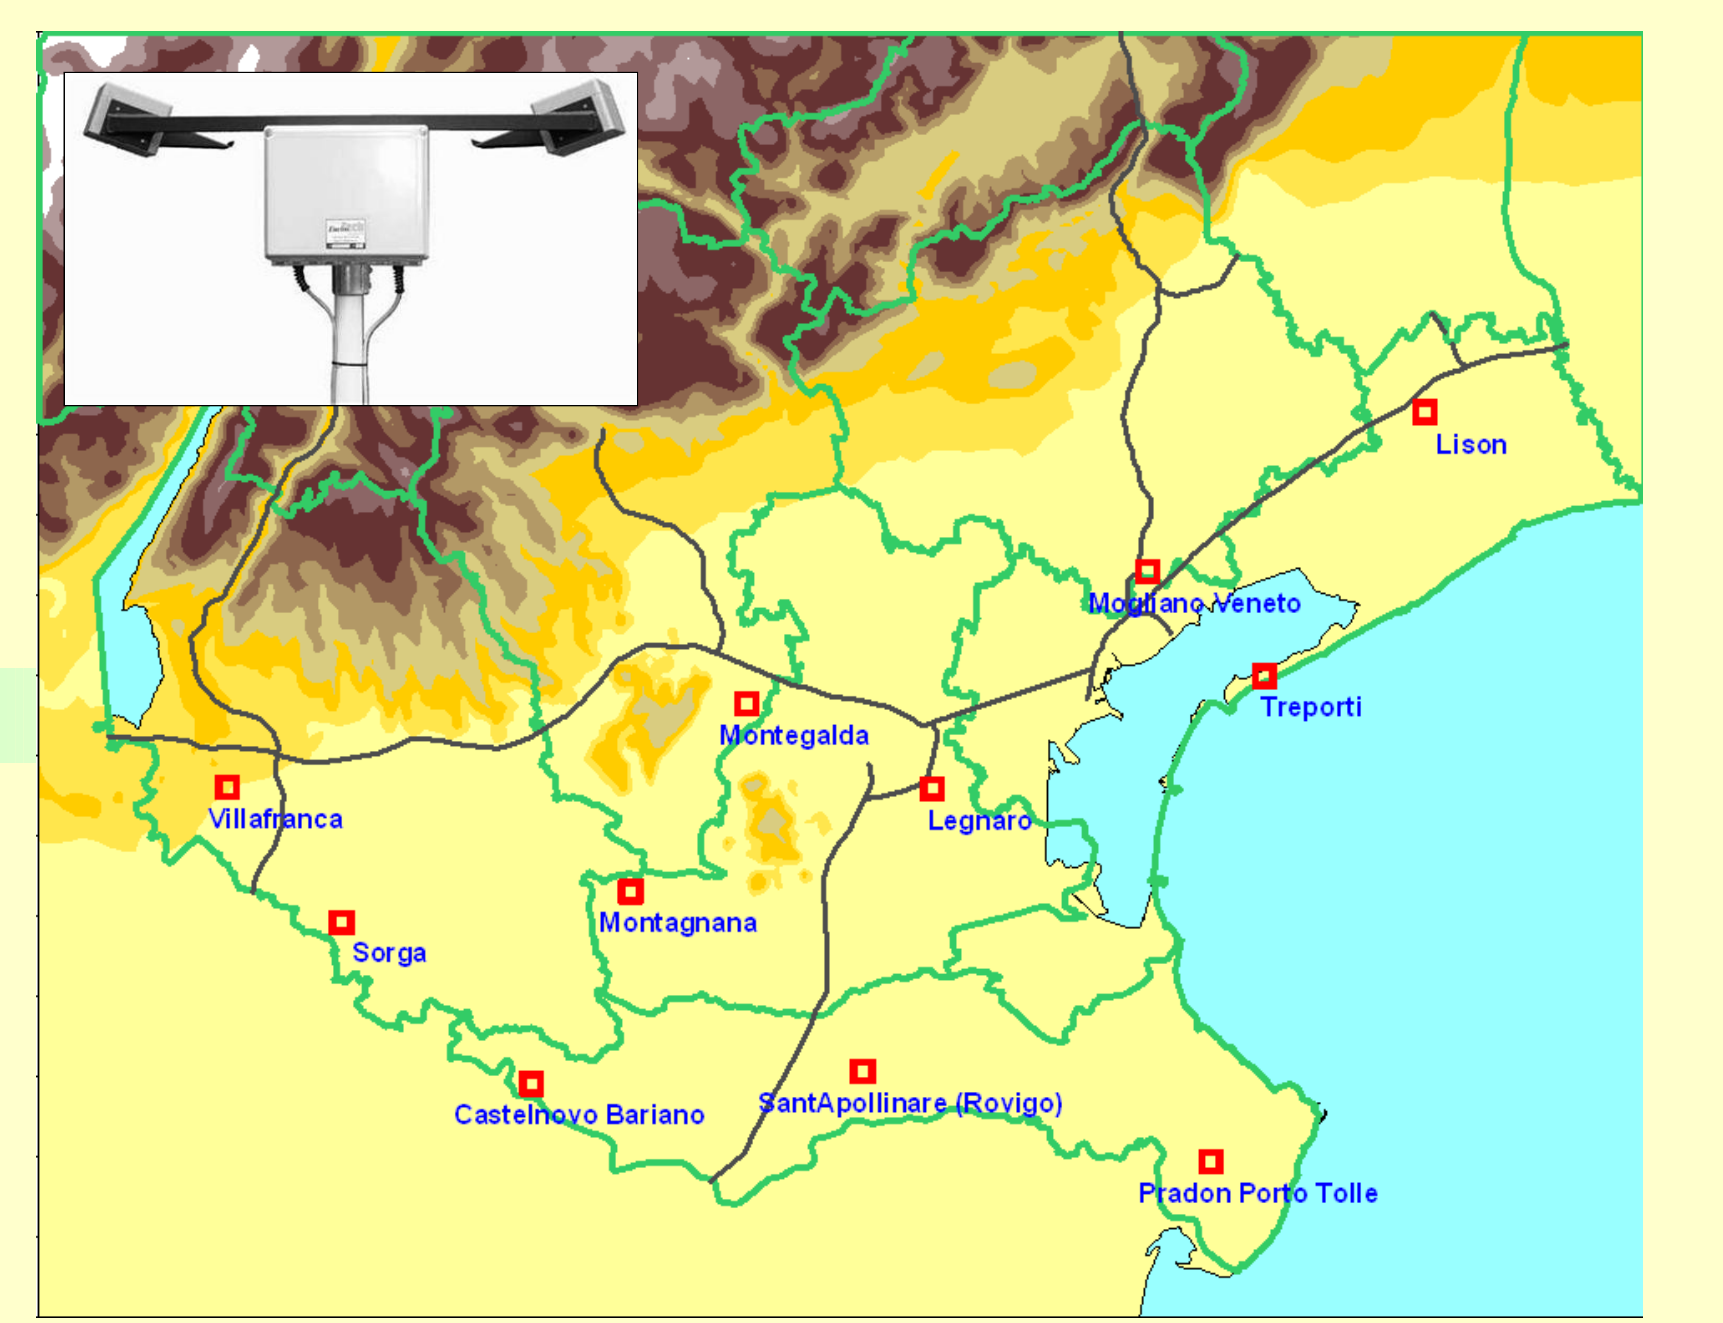 Lison
Mogliano Veneto
Treporti
Montegalda
Villafranca
Legnaro
Montagnana
Sorga
SantApollinare (Rovigo)
Castelnovo Bariano
Pradon Porto Tolle